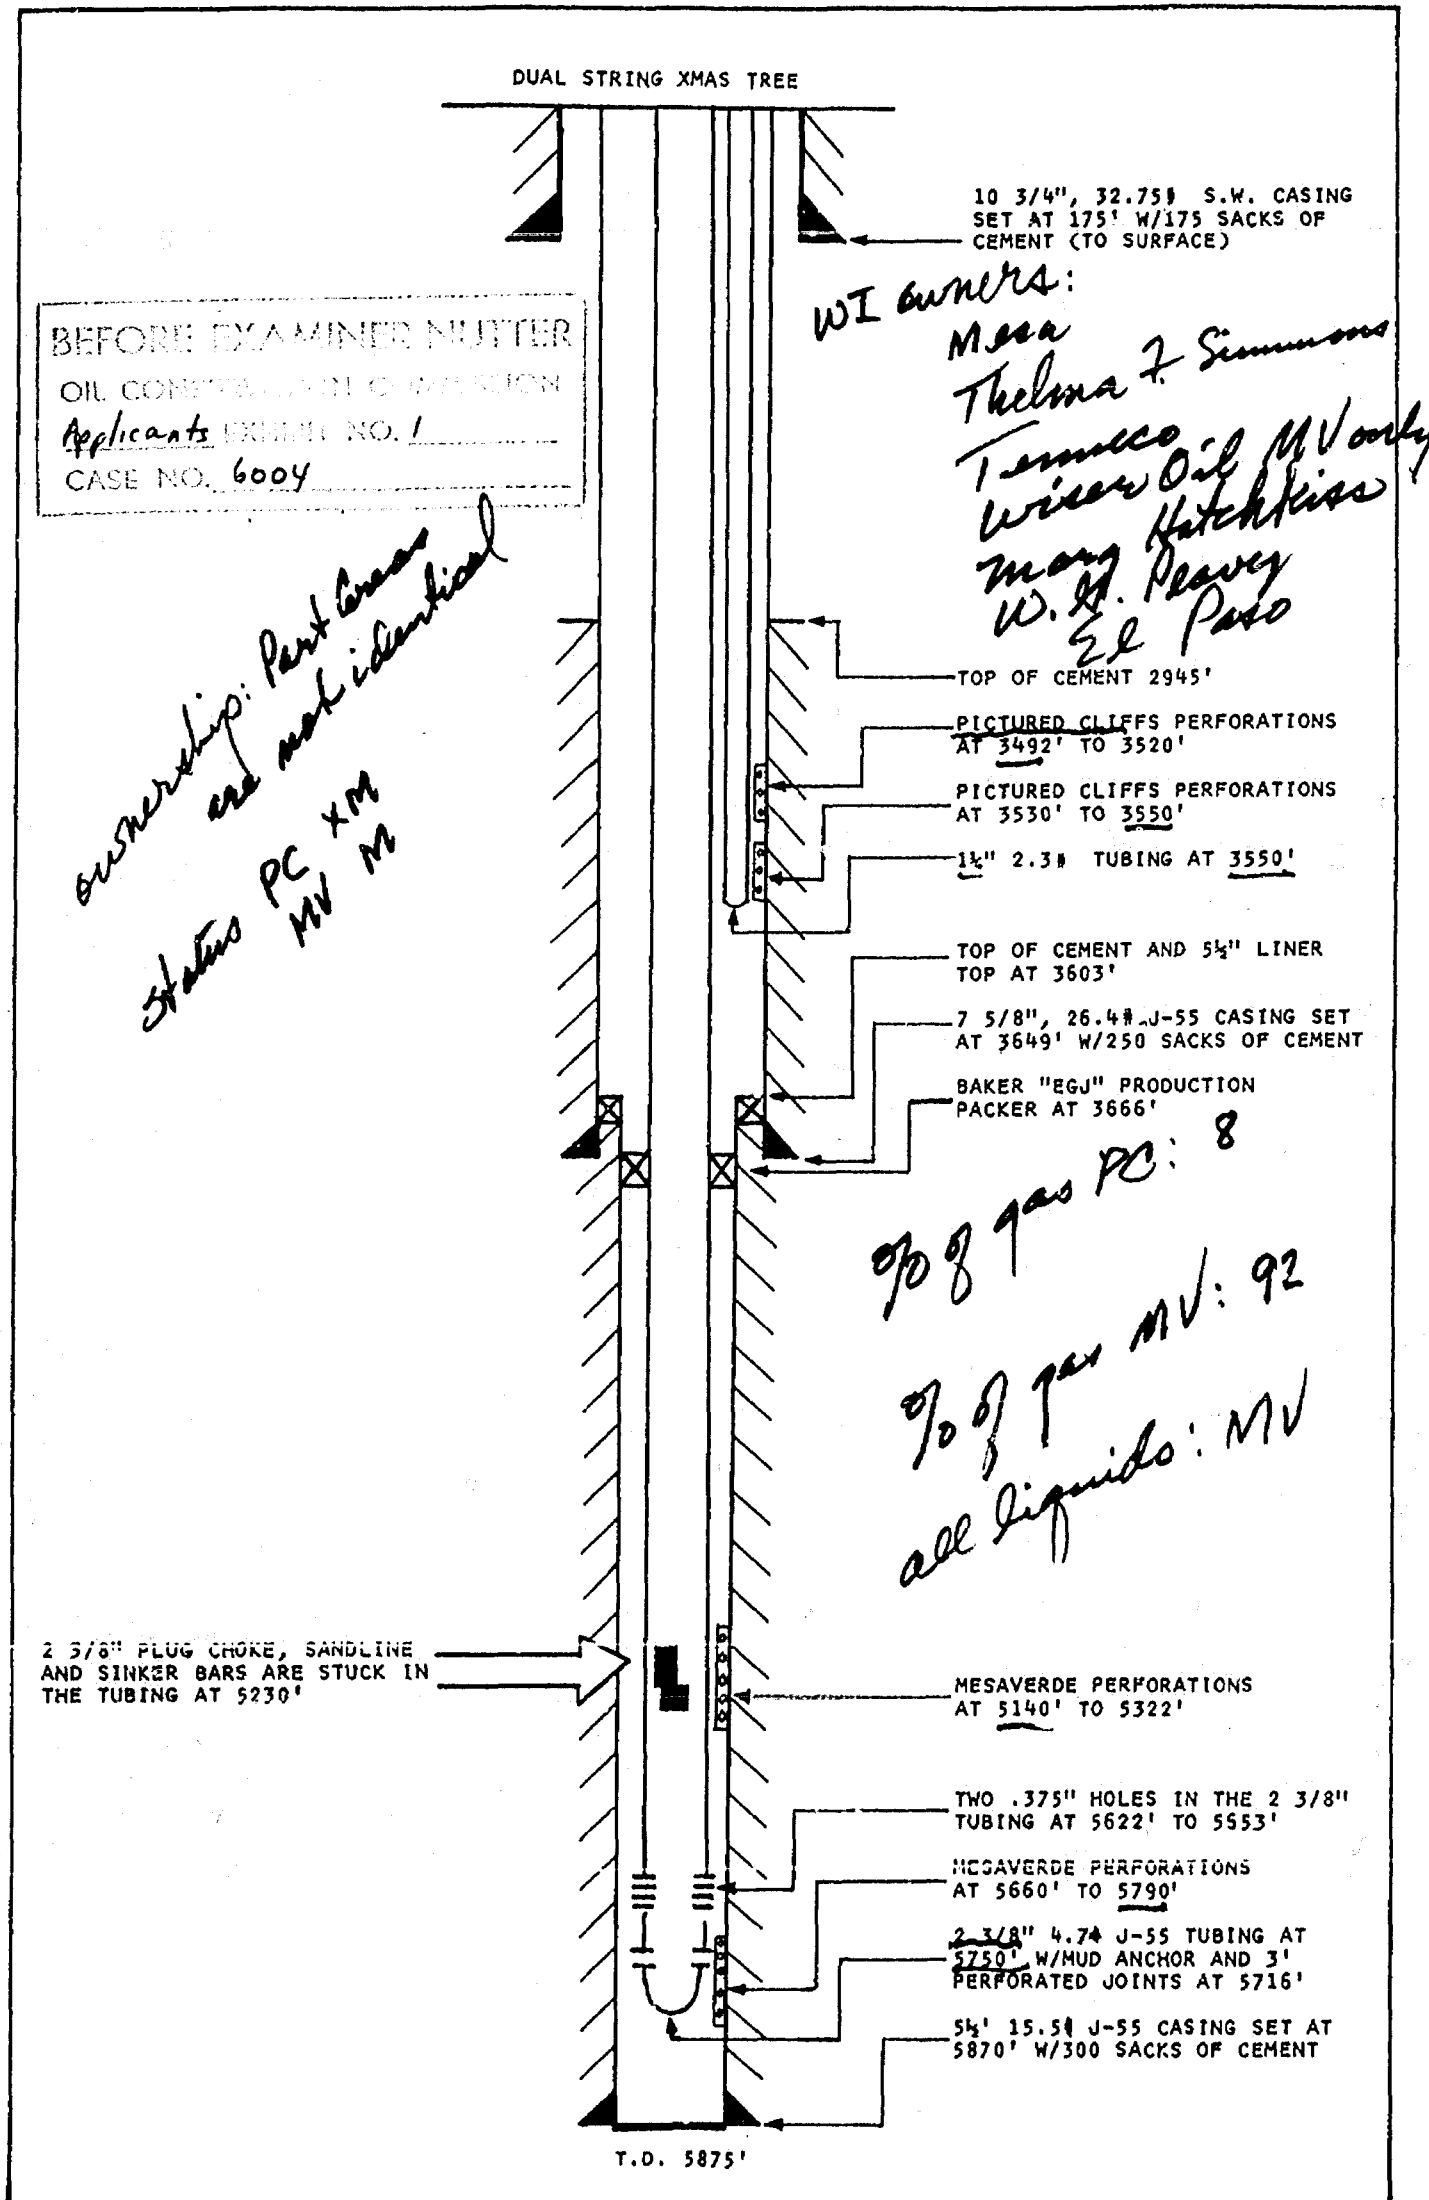 DUAL STRING XMAS TREE
10 3/4", 32.75# S.W. CASING
SET AT 175' W/175 SACKS OF
CEMENT (TO SURFACE)
WI owners:
Mesa
Thelma F. Simmons
Tenneco
Wiser Oil MV only
Mary Hotchkiss
W. Peavey
El Paso
BEFORE EXAMINER NUTTER
OIL CONSERVATION COMMISSION
Applicants EXHIBIT NO. 1
CASE NO. 6004
ownership: Part Areas
are not identical
status PC XM
MV M
TOP OF CEMENT 2945'
PICTURED CLIFFS PERFORATIONS
AT 3492' TO 3520'
PICTURED CLIFFS PERFORATIONS
AT 3530' TO 3550'
1¼" 2.3# TUBING AT 3550'
TOP OF CEMENT AND 5½" LINER
TOP AT 3603'
7 5/8", 26.4# J-55 CASING SET
AT 3649' W/250 SACKS OF CEMENT
BAKER "EGJ" PRODUCTION
PACKER AT 3666'
% of gas PC: 8
% of gas MV: 92
all liquids: MV
2 3/8" PLUG CHOKE, SANDLINE
AND SINKER BARS ARE STUCK IN
THE TUBING AT 5230'
MESAVERDE PERFORATIONS
AT 5140' TO 5322'
TWO .375" HOLES IN THE 2 3/8"
TUBING AT 5622' TO 5553'
MESAVERDE PERFORATIONS
AT 5660' TO 5790'
2 3/8" 4.7# J-55 TUBING AT
5750' W/MUD ANCHOR AND 3'
PERFORATED JOINTS AT 5716'
5½' 15.5# J-55 CASING SET AT
5870' W/300 SACKS OF CEMENT
T.D. 5875'